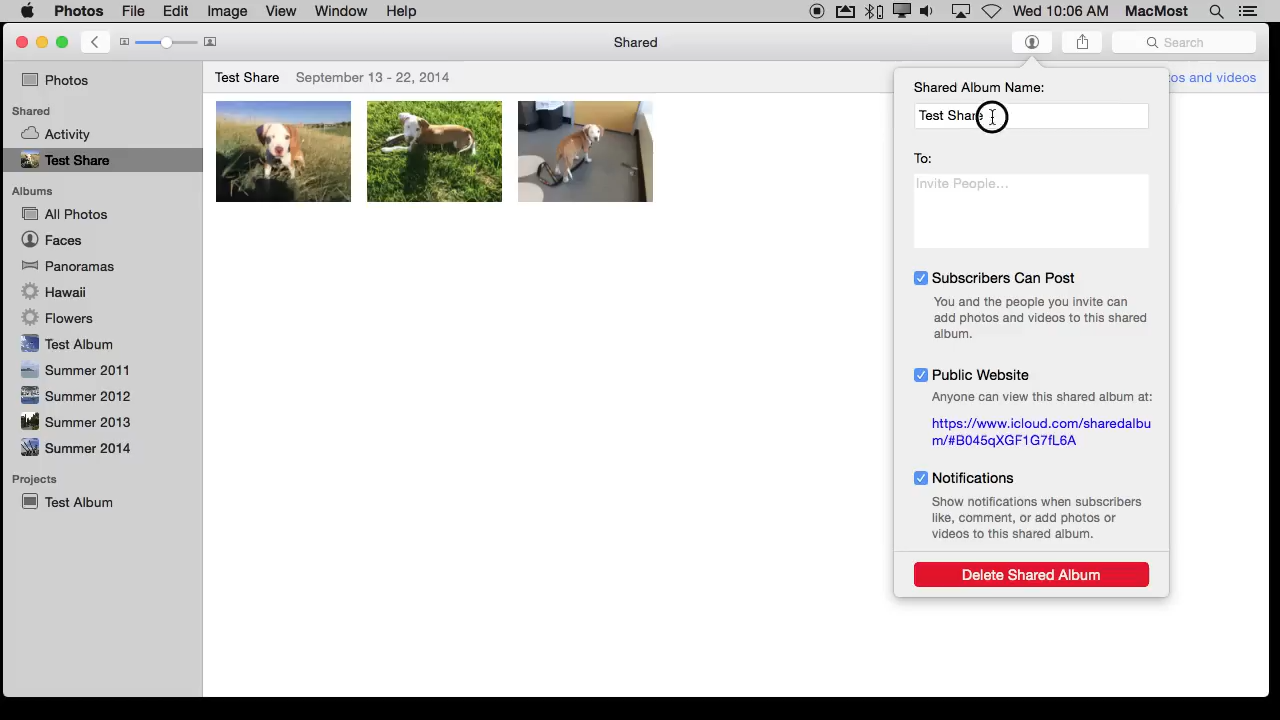 Photos File Edit Image View Window Help Wed 10:06 AM MacMost
Shared
Search
Photos
Shared
Activity
Test Share
Albums
All Photos
Faces
Panoramas
Hawaii
Flowers
Test Album
Summer 2011
Summer 2012
Summer 2013
Summer 2014
Projects
Test Album
Test Share September 13 - 22, 2014
os and videos
Shared Album Name:
Test Share
To:
Invite People...
Subscribers Can Post
You and the people you invite can
add photos and videos to this shared
album.
Public Website
Anyone can view this shared album at:
https://www.icloud.com/sharedalbu
m/#B045qXGF1G7fL6A
Notifications
Show notifications when subscribers
like, comment, or add photos or
videos to this shared album.
Delete Shared Album